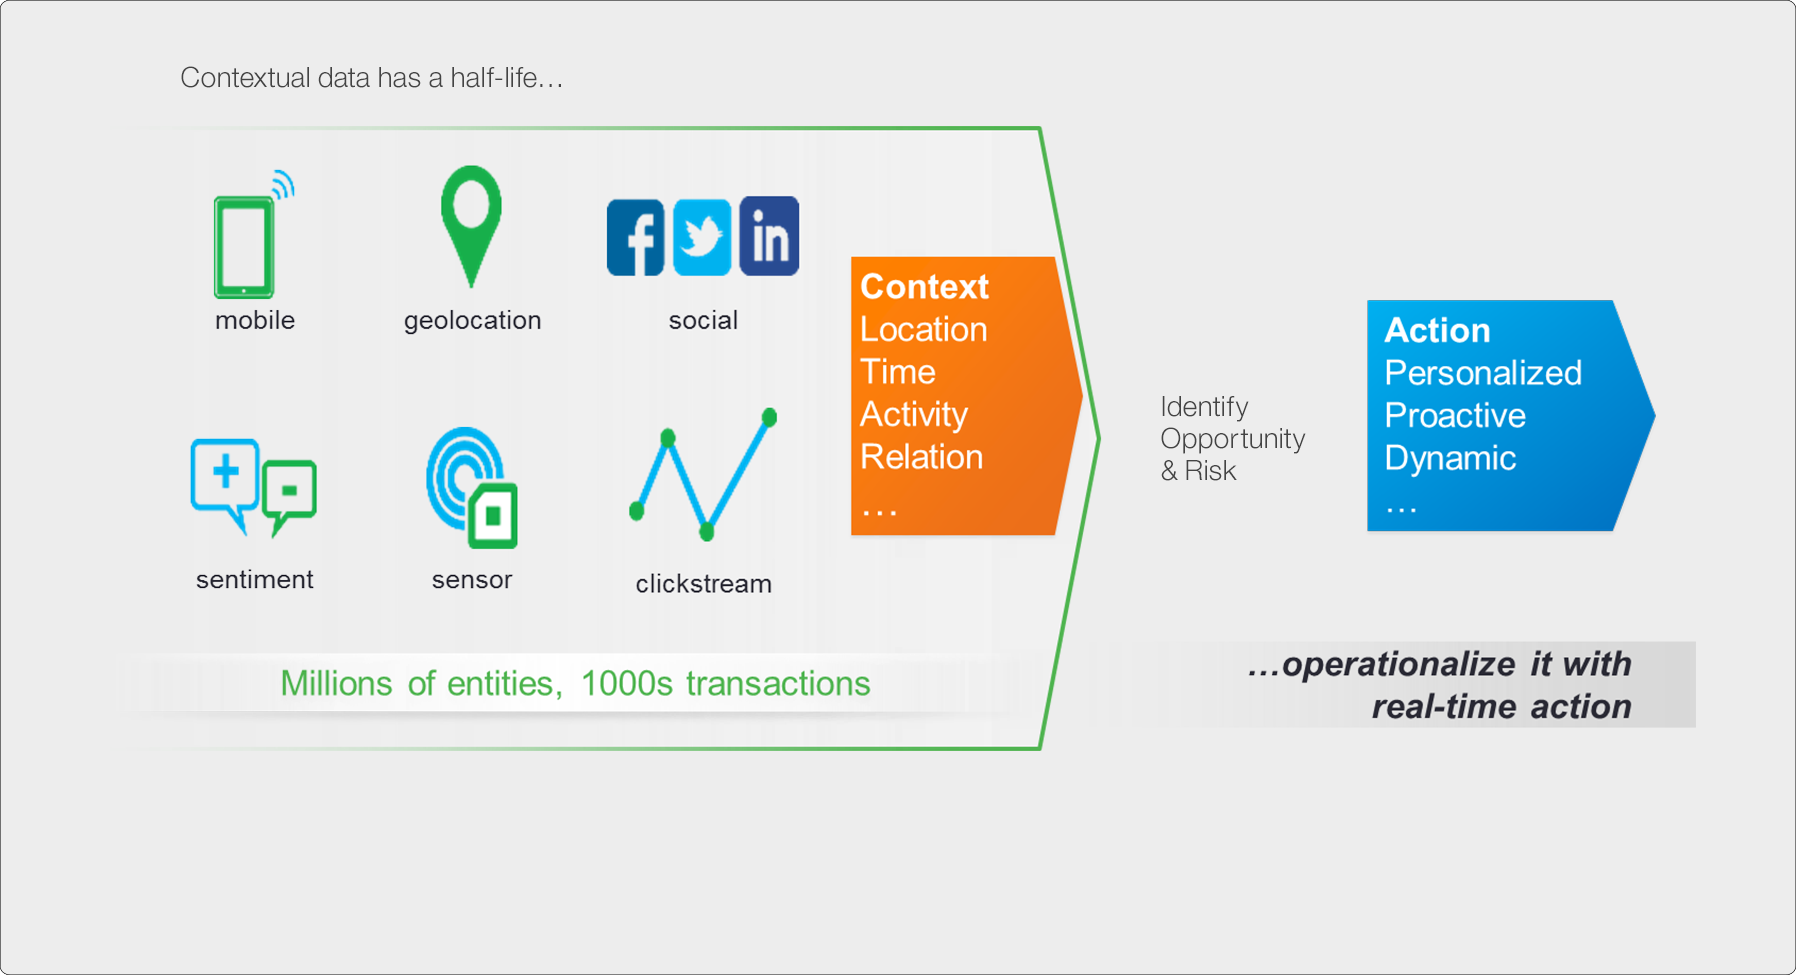 Contextual data has a half-life…
mobile
geolocation
f
in
social
sentiment
sensor
clickstream
Context
Location
Time
Activity
Relation
…
Millions of entities, 1000s transactions
Identify
Opportunity
& Risk
Action
Personalized
Proactive
Dynamic
…
…operationalize it with
real-time action